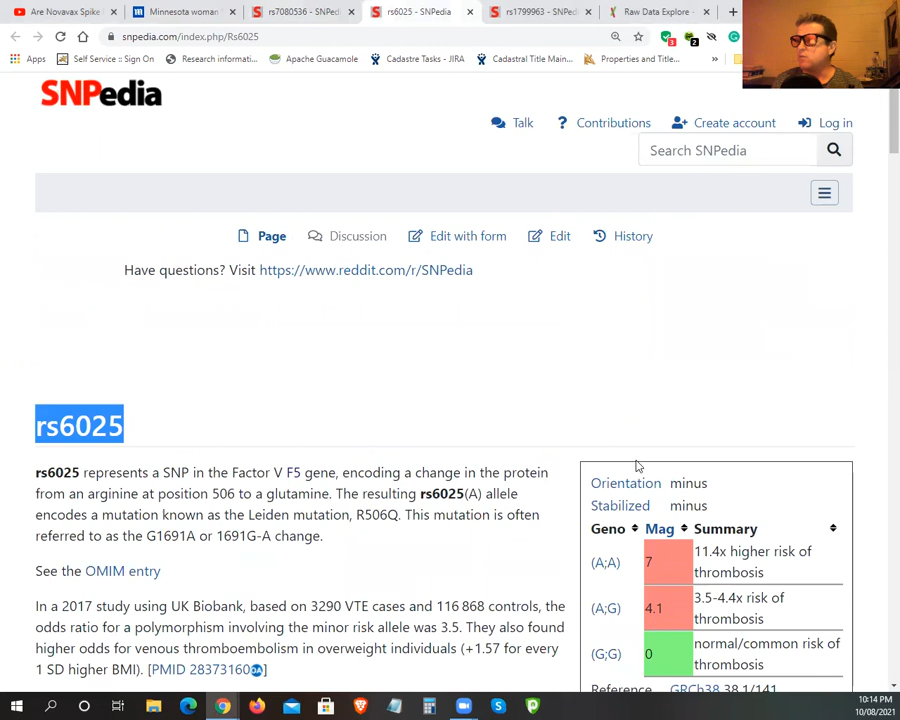 Are Novavax Spike
Minnesota woman
rs7080536 - SNPedi
rs6025 - SNPedia
rs1799963 - SNPedi
Raw Data Explore
snpedia.com/index.php/Rs6025
3
2
Apps
Self Service :: Sign On
Research informati...
Apache Guacamole
Cadastre Tasks - JIRA
Cadastral Title Main...
Properties and Title...
»
SNPedia
Talk
? Contributions
Create account
Log in
Search SNPedia
Page
Discussion
Edit with form
Edit
History
Have questions? Visit https://www.reddit.com/r/SNPedia
rs6025
rs6025 represents a SNP in the Factor V F5 gene, encoding a change in the protein
from an arginine at position 506 to a glutamine. The resulting rs6025(A) allele
encodes a mutation known as the Leiden mutation, R506Q. This mutation is often
referred to as the G1691A or 1691G-A change.
See the OMIM entry
In a 2017 study using UK Biobank, based on 3290 VTE cases and 116 868 controls, the
odds ratio for a polymorphism involving the minor risk allele was 3.5. They also found
higher odds for venous thromboembolism in overweight individuals (+1.57 for every
1 SD higher BMI). [PMID 28373160]
Orientation minus
Stabilized minus
Geno Mag Summary
(A;A) 7 11.4x higher risk of
thrombosis
(A;G) 4.1 3.5-4.4x risk of
thrombosis
(G;G) 0 normal/common risk of
thrombosis
Reference GRCh38 38.1/141
10:14 PM
10/08/2021